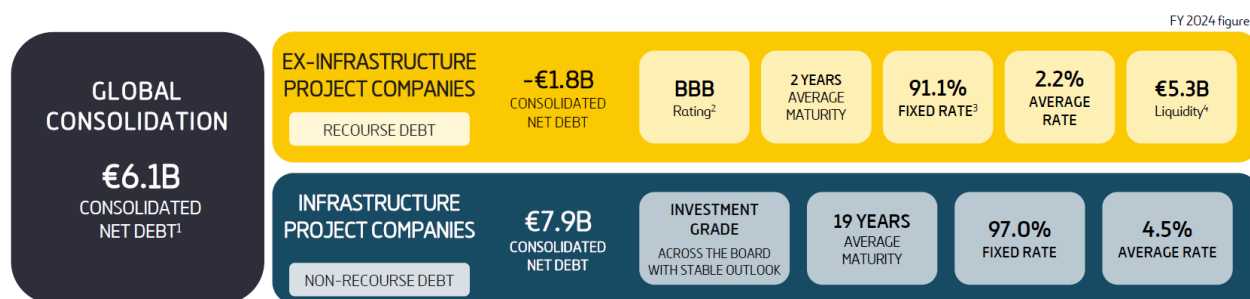 FY 2024 figure
GLOBAL
CONSOLIDATION
€6.1B
CONSOLIDATED
NET DEBT¹
EX-INFRASTRUCTURE
PROJECT COMPANIES
RECOURSE DEBT
-€1.8B
CONSOLIDATED
NET DEBT
BBB
Rating²
2 YEARS
AVERAGE
MATURITY
91.1%
FIXED RATE³
2.2%
AVERAGE
RATE
€5.3B
Liquidity⁴
INFRASTRUCTURE
PROJECT COMPANIES
NON-RECOURSE DEBT
€7.9B
CONSOLIDATED
NET DEBT
INVESTMENT
GRADE
ACROSS THE BOARD
WITH STABLE OUTLOOK
19 YEARS
AVERAGE
MATURITY
97.0%
FIXED RATE
4.5%
AVERAGE RATE